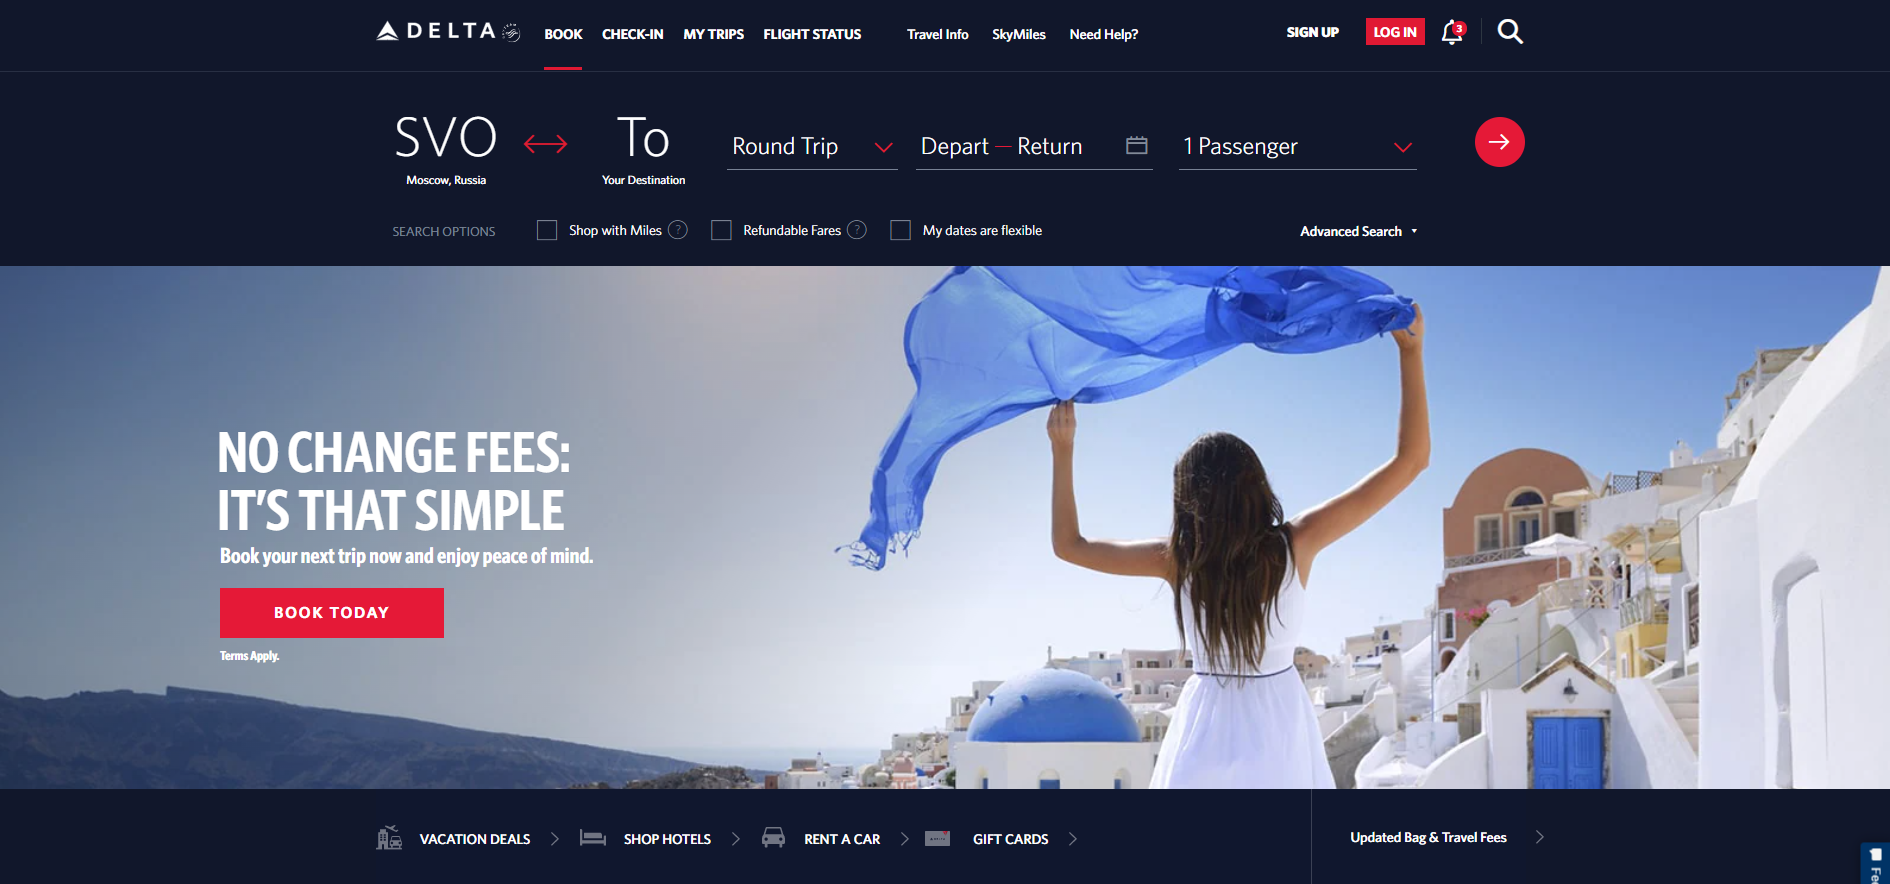 DELTA
BOOK CHECK-IN MY TRIPS FLIGHT STATUS Travel Info SkyMiles Need Help? SIGN UP LOG IN 3
SVO To Round Trip Depart — Return 1 Passenger
Moscow, Russia Your Destination
SEARCH OPTIONS Shop with Miles ? Refundable Fares ? My dates are flexible Advanced Search
NO CHANGE FEES:
IT'S THAT SIMPLE
Book your next trip now and enjoy peace of mind.
BOOK TODAY
Terms Apply.
VACATION DEALS SHOP HOTELS RENT A CAR GIFT CARDS Updated Bag & Travel Fees